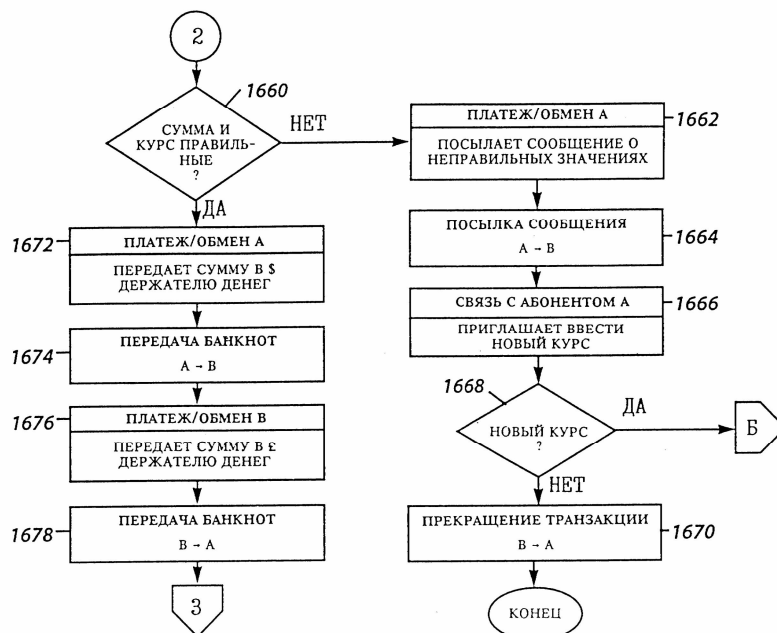 2
1660
СУММА И
КУРС ПРАВИЛЬ-
НЫЕ
?
НЕТ
ДА
ПЛАТЕЖ/ОБМЕН А
1662
ПОСЫЛАЕТ СООБЩЕНИЕ О
НЕПРАВИЛЬНЫХ ЗНАЧЕНИЯХ
ПОСЫЛКА СООБЩЕНИЯ
А → В
1664
СВЯЗЬ С АБОНЕНТОМ А
1666
ПРИГЛАШАЕТ ВВЕСТИ
НОВЫЙ КУРС
1668
НОВЫЙ КУРС
?
ДА
Б
НЕТ
ПРЕКРАЩЕНИЕ ТРАНЗАКЦИИ
В → А
1670
КОНЕЦ
1672
ПЛАТЕЖ/ОБМЕН А
ПЕРЕДАЕТ СУММУ В $
ДЕРЖАТЕЛЮ ДЕНЕГ
1674
ПЕРЕДАЧА БАНКНОТ
А → В
1676
ПЛАТЕЖ/ОБМЕН В
ПЕРЕДАЕТ СУММУ В £
ДЕРЖАТЕЛЮ ДЕНЕГ
1678
ПЕРЕДАЧА БАНКНОТ
В → А
3